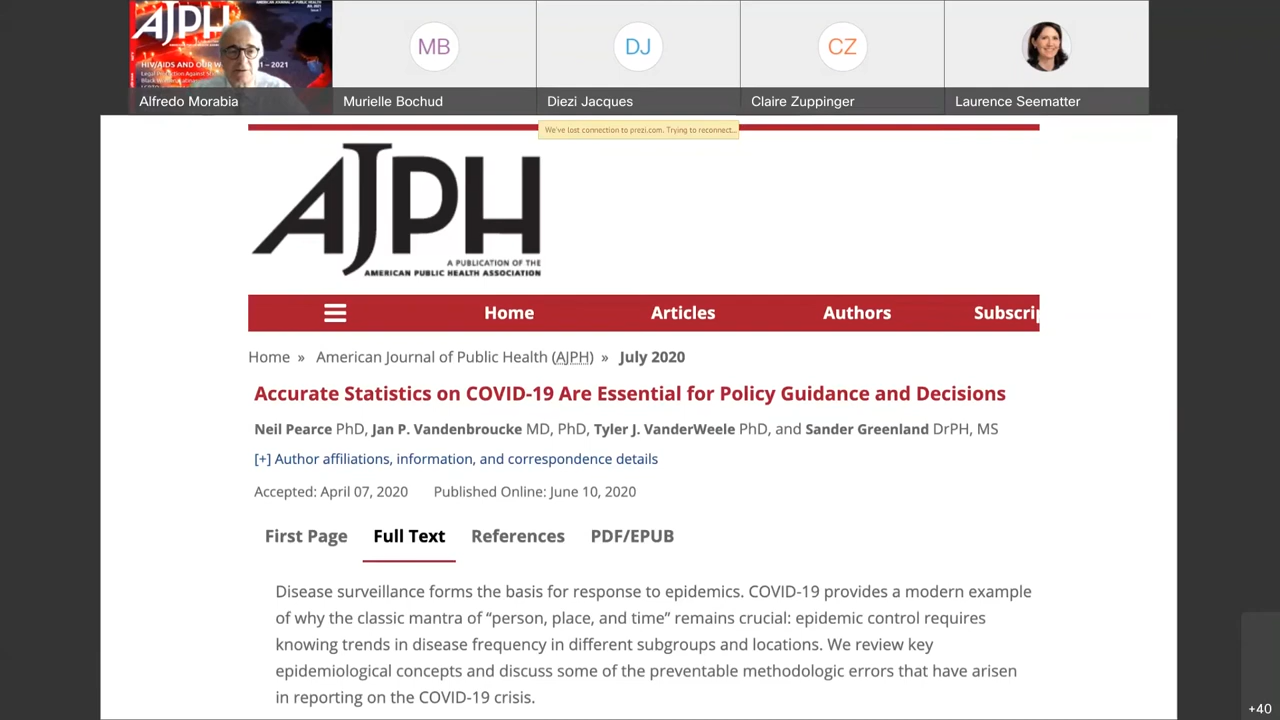 AJPH
HIV/AIDS AND OUR W
1 – 2021
Alfredo Morabia
MB
Murielle Bochud
DJ
Diezi Jacques
CZ
Claire Zuppinger
Laurence Seematter
We've lost connection to prezi.com. Trying to reconnect...
AJPH
A PUBLICATION OF THE
AMERICAN PUBLIC HEALTH ASSOCIATION
Home Articles Authors Subscrip
Home » American Journal of Public Health (AJPH) » July 2020
Accurate Statistics on COVID-19 Are Essential for Policy Guidance and Decisions
Neil Pearce PhD, Jan P. Vandenbroucke MD, PhD, Tyler J. VanderWeele PhD, and Sander Greenland DrPH, MS
[+] Author affiliations, information, and correspondence details
Accepted: April 07, 2020 Published Online: June 10, 2020
First Page Full Text References PDF/EPUB
Disease surveillance forms the basis for response to epidemics. COVID-19 provides a modern example
of why the classic mantra of “person, place, and time” remains crucial: epidemic control requires
knowing trends in disease frequency in different subgroups and locations. We review key
epidemiological concepts and discuss some of the preventable methodologic errors that have arisen
in reporting on the COVID-19 crisis.
+40